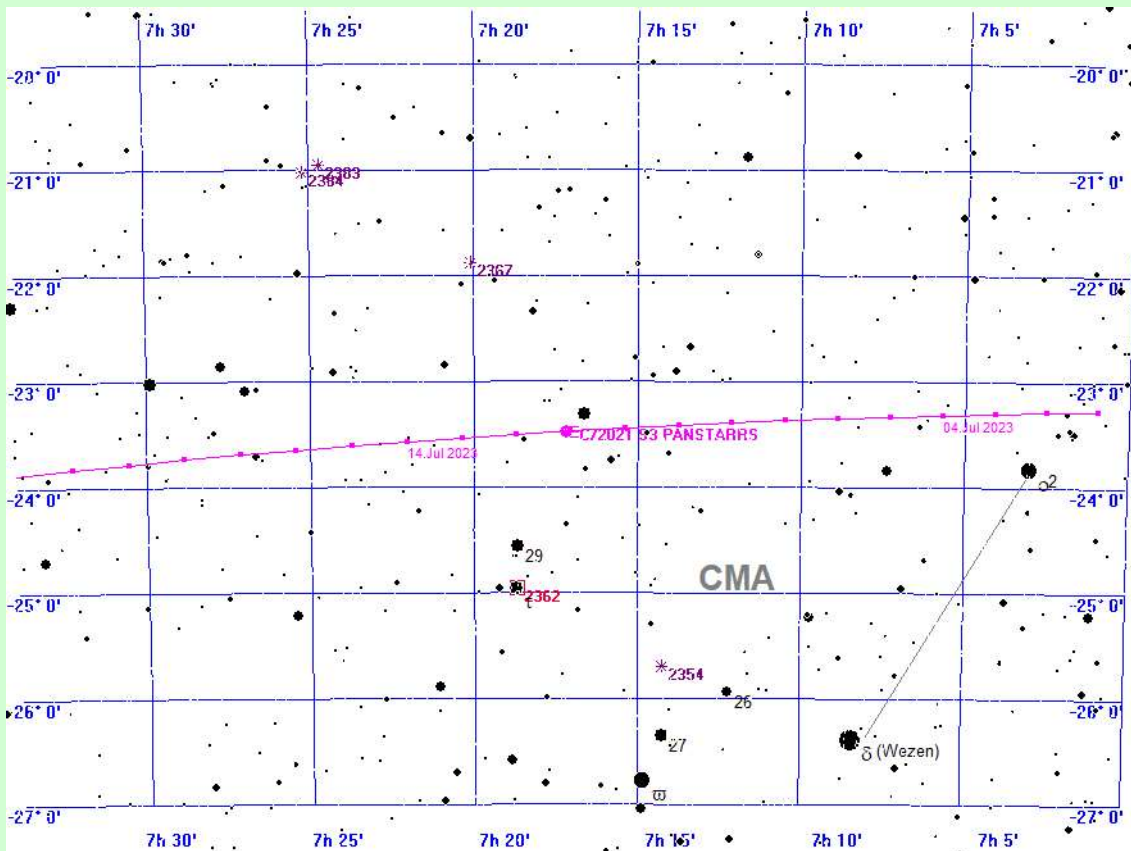 7h 30' 7h 25' 7h 20' 7h 15' 7h 10' 7h 5'
-20° 0' -20° 0'
2383
2384
-21° 0' -21° 0'
2367
-22° 0' -22° 0'
-23° 0' -23° 0'
C/2021 S3 PANSTARRS
04.Jul 2023
14.Jul 2023
ο2
-24° 0' -24° 0'
29
CMA
2362
τ
-25° 0' -25° 0'
2354
26
-26° 0' -26° 0'
27
δ (Wezen)
ϖ
-27° 0' -27° 0'
7h 30' 7h 25' 7h 20' 7h 15' 7h 10' 7h 5'